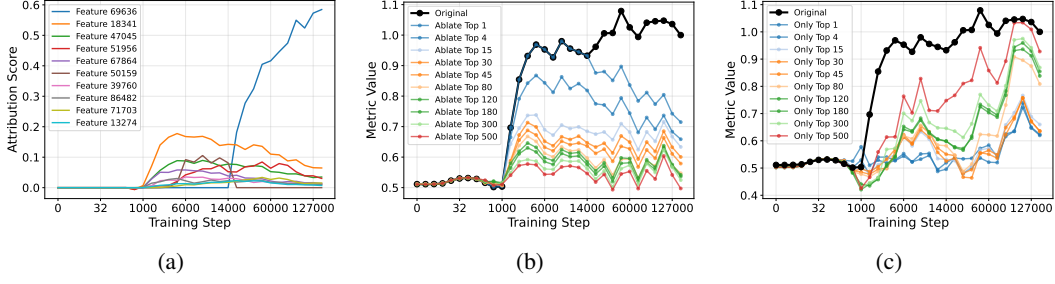 0.6
0.5
0.4
0.3
0.2
0.1
0.0
Attribution Score
Feature 69636
Feature 18341
Feature 47045
Feature 51956
Feature 67864
Feature 50159
Feature 39760
Feature 86482
Feature 71703
Feature 13274
0 32 1000 6000 14000 60000 127000
Training Step
(a)
1.1
1.0
0.9
0.8
0.7
0.6
0.5
Metric Value
Original
Ablate Top 1
Ablate Top 4
Ablate Top 15
Ablate Top 30
Ablate Top 45
Ablate Top 80
Ablate Top 120
Ablate Top 180
Ablate Top 300
Ablate Top 500
0 32 1000 6000 14000 60000 127000
Training Step
(b)
1.1
1.0
0.9
0.8
0.7
0.6
0.5
0.4
Metric Value
Original
Only Top 1
Only Top 4
Only Top 15
Only Top 30
Only Top 45
Only Top 80
Only Top 120
Only Top 180
Only Top 300
Only Top 500
0 32 1000 6000 14000 60000 127000
Training Step
(c)